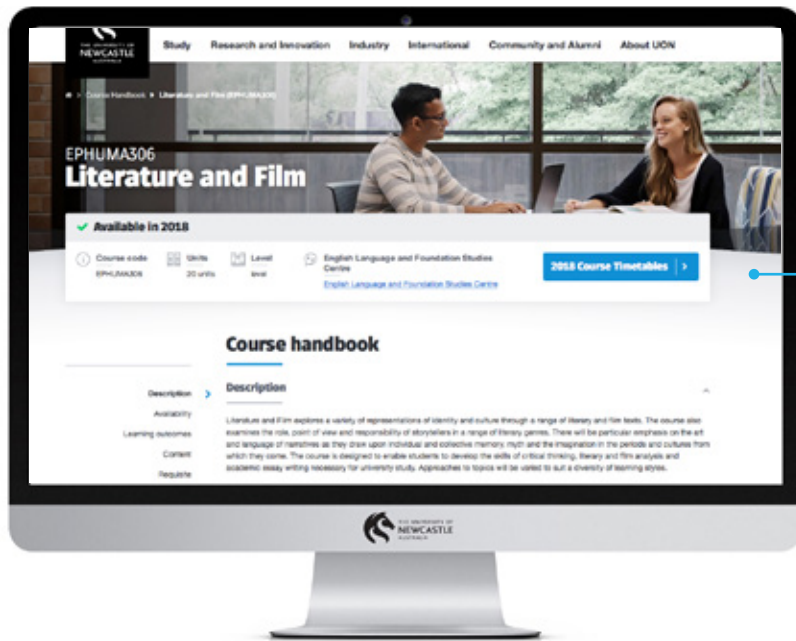 THE UNIVERSITY OF
NEWCASTLE
AUSTRALIA
Study Research and Innovation Industry International Community and Alumni About UON
> Course Handbook > Literature and Film (EPHUMA306)
EPHUMA306
Literature and Film
Available in 2018
Course code Units Level English Language and Foundation Studies
Centre
EPHUMA306 20 units level
English Language and Foundation Studies Centre
2018 Course Timetables
Course handbook
Description
Availability
Learning outcomes
Content
Requisite
Description
Literature and Film explores a variety of representations of identity and culture through a range of literary and film texts. The course also
examines the role, point of view and responsibility of storytellers in a range of literary genres. There will be particular emphasis on the art
and language of narratives as they draw upon individual and collective memory, myth and the imagination in the periods and cultures from
which they come. The course is designed to enable students to develop the skills of critical thinking, literary and film analysis and
academic essay writing necessary for university study. Approaches to topics will be varied to suit a diversity of learning styles.
THE UNIVERSITY OF
NEWCASTLE
AUSTRALIA